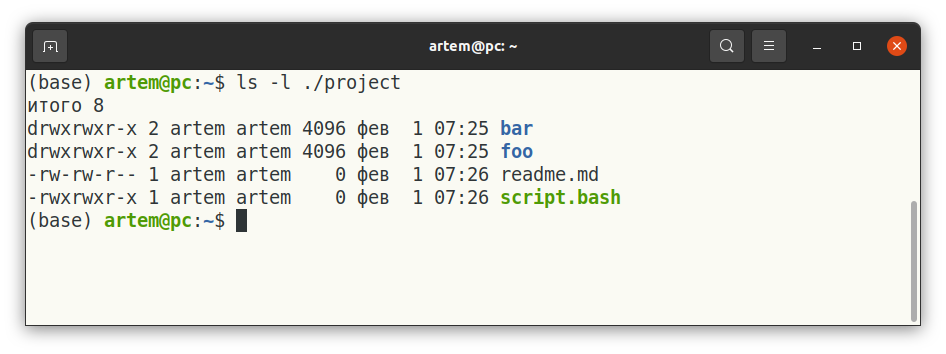 artem@pc: ~
(base) artem@pc:~$ ls -l ./project
итого 8
drwxrwxr-x 2 artem artem 4096 фев  1 07:25 bar
drwxrwxr-x 2 artem artem 4096 фев  1 07:25 foo
-rw-rw-r-- 1 artem artem    0 фев  1 07:26 readme.md
-rwxrwxr-x 1 artem artem    0 фев  1 07:26 script.bash
(base) artem@pc:~$